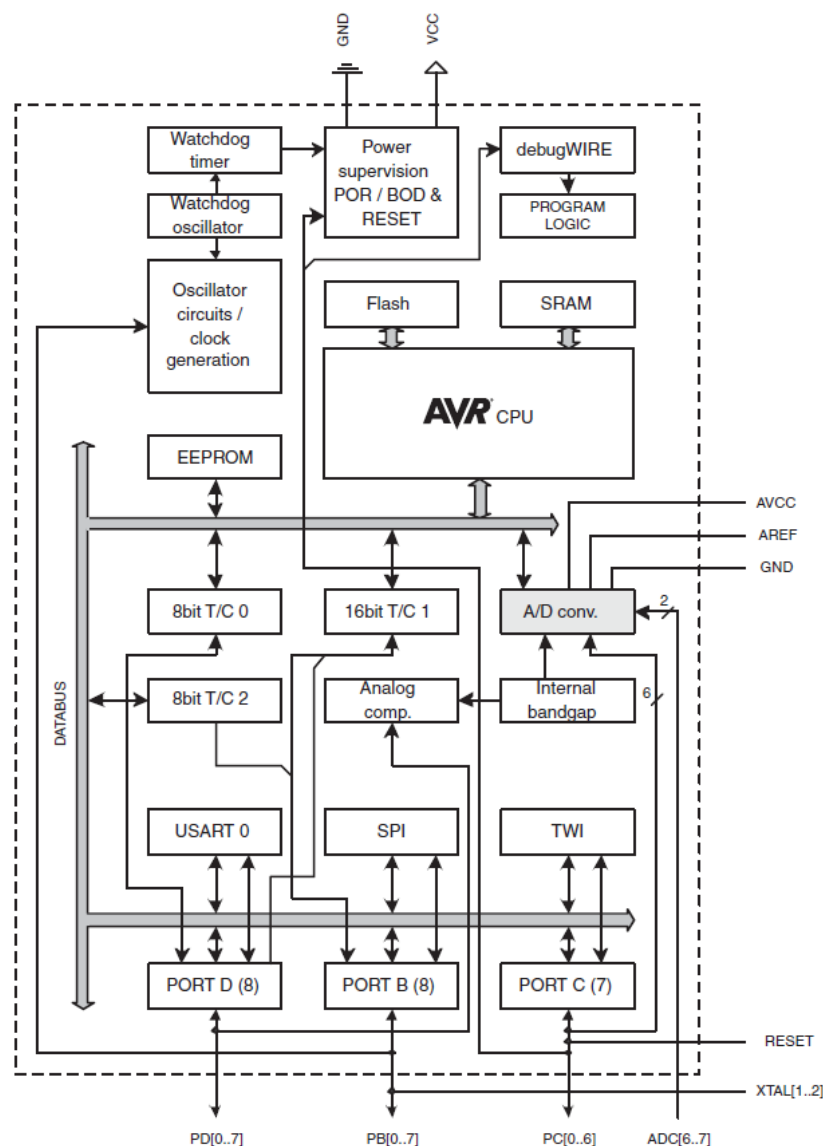 GND
VCC
Watchdog
timer
Power
supervision
POR / BOD &
RESET
debugWIRE
Watchdog
oscillator
PROGRAM
LOGIC
Oscillator
circuits /
clock
generation
Flash
SRAM
AVR® CPU
EEPROM
AVCC
AREF
GND
8bit T/C 0
16bit T/C 1
A/D conv.
2
8bit T/C 2
Analog
comp.
Internal
bandgap
6
DATABUS
USART 0
SPI
TWI
PORT D (8)
PORT B (8)
PORT C (7)
RESET
XTAL[1..2]
PD[0..7]
PB[0..7]
PC[0..6]
ADC[6..7]